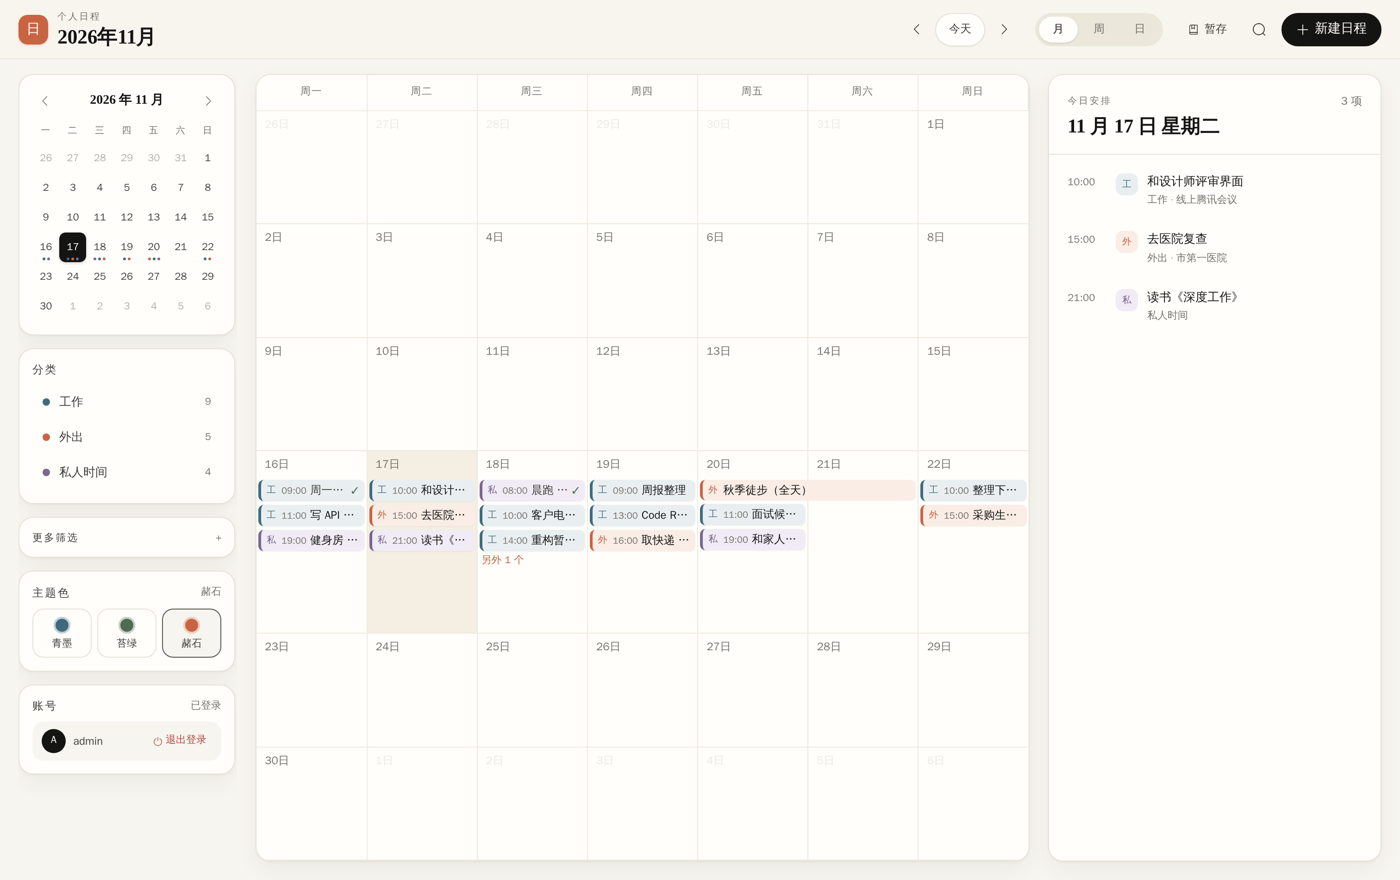 日
个人日程
2026年11月
今天
月 周 日
暂存
新建日程
2026 年 11 月
一 二 三 四 五 六 日
26 27 28 29 30 31 1
2 3 4 5 6 7 8
9 10 11 12 13 14 15
16 17 18 19 20 21 22
23 24 25 26 27 28 29
30 1 2 3 4 5 6
分类
工作 9
外出 5
私人时间 4
更多筛选 +
主题色 赭石
青墨 苔绿 赭石
账号 已登录
A admin 退出登录
周一 周二 周三 周四 周五 周六 周日
26日 27日 28日 29日 30日 31日 1日
2日 3日 4日 5日 6日 7日 8日
9日 10日 11日 12日 13日 14日 15日
16日 17日 18日 19日 20日 21日 22日
工 09:00 周一… ✓ 工 10:00 和设计… 私 08:00 晨跑 … ✓ 工 09:00 周报整理 外 秋季徒步（全天） 工 10:00 整理下…
工 11:00 写 API … 外 15:00 去医院… 工 10:00 客户电… 工 13:00 Code R… 工 11:00 面试候… 外 15:00 采购生…
私 19:00 健身房 … 私 21:00 读书《… 工 14:00 重构暂… 外 16:00 取快递 … 私 19:00 和家人…
另外 1 个
23日 24日 25日 26日 27日 28日 29日
30日 1日 2日 3日 4日 5日 6日
今日安排 3 项
11 月 17 日 星期二
10:00 工 和设计师评审界面
工作 · 线上腾讯会议
15:00 外 去医院复查
外出 · 市第一医院
21:00 私 读书《深度工作》
私人时间